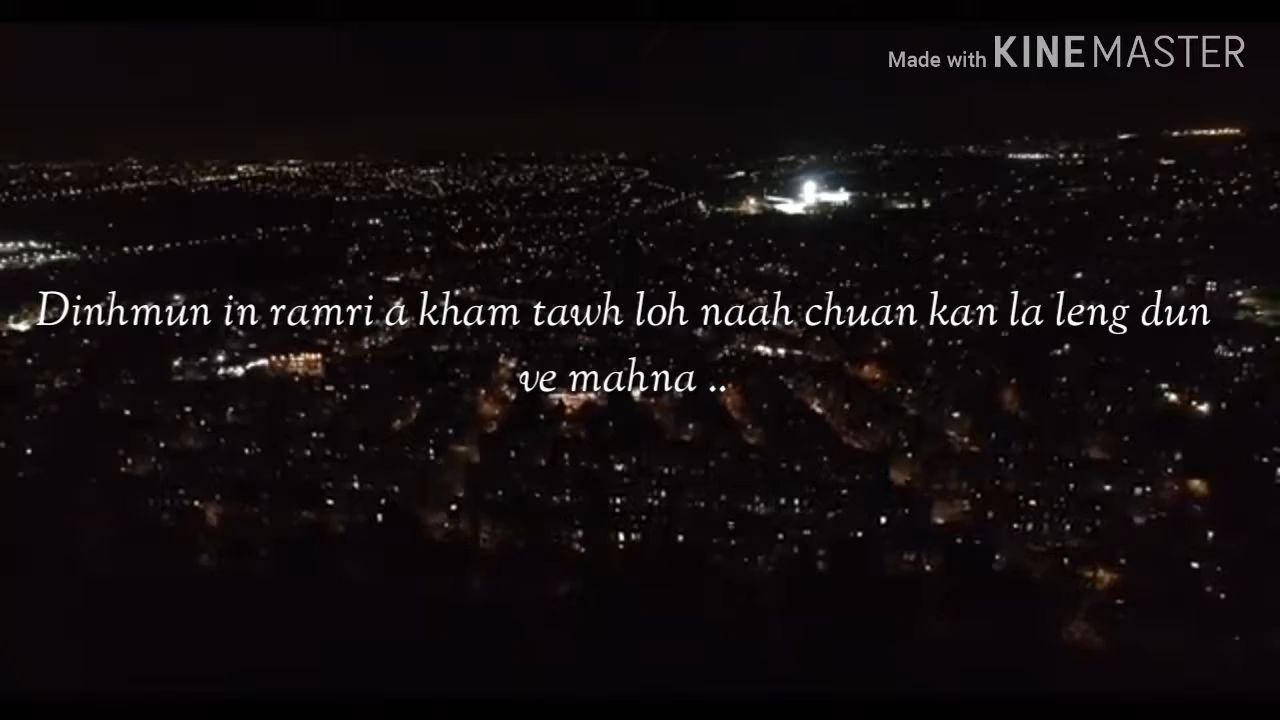 Made with KINEMASTER
Dinhmun in ramri a kham tawh loh naah chuan kan la leng dun
ve mahna ..